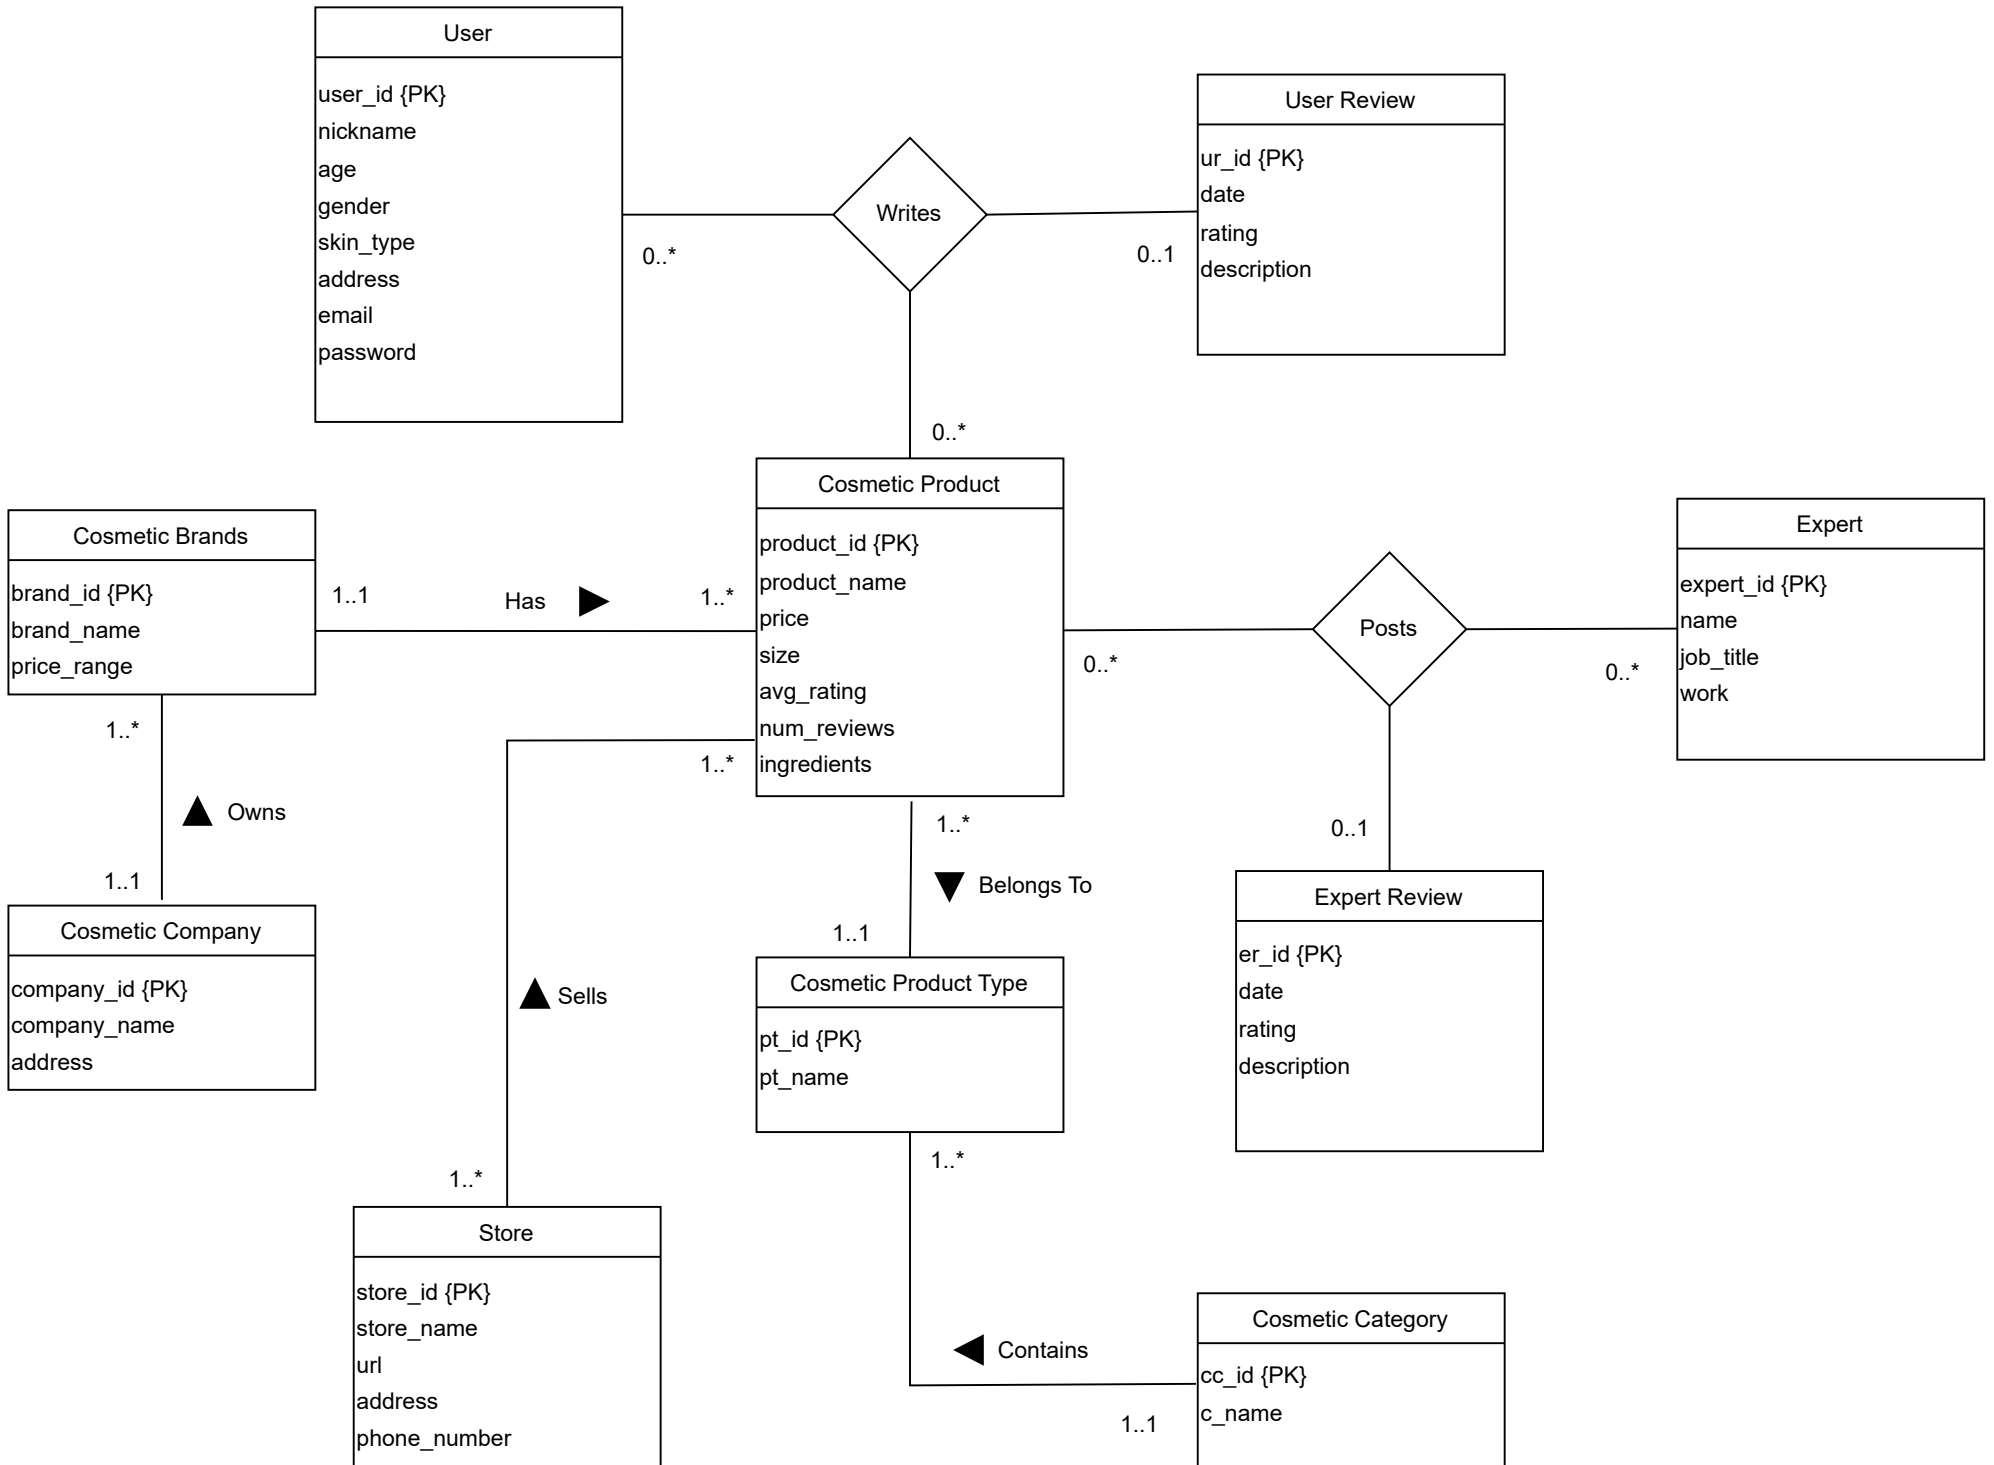 User
user_id {PK}
nickname
age
gender
skin_type
address
email
password
0..*
Writes
0..1
User Review
ur_id {PK}
date
rating
description
0..*
Cosmetic Product
product_id {PK}
product_name
price
size
avg_rating
num_reviews
ingredients
Cosmetic Brands
brand_id {PK}
brand_name
price_range
1..1
Has
1..*
0..*
Posts
0..*
Expert
expert_id {PK}
name
job_title
work
1..*
Owns
1..1
Cosmetic Company
company_id {PK}
company_name
address
1..*
Sells
1..*
Store
store_id {PK}
store_name
url
address
phone_number
1..*
Belongs To
1..1
Cosmetic Product Type
pt_id {PK}
pt_name
0..1
Expert Review
er_id {PK}
date
rating
description
1..*
Contains
1..1
Cosmetic Category
cc_id {PK}
c_name